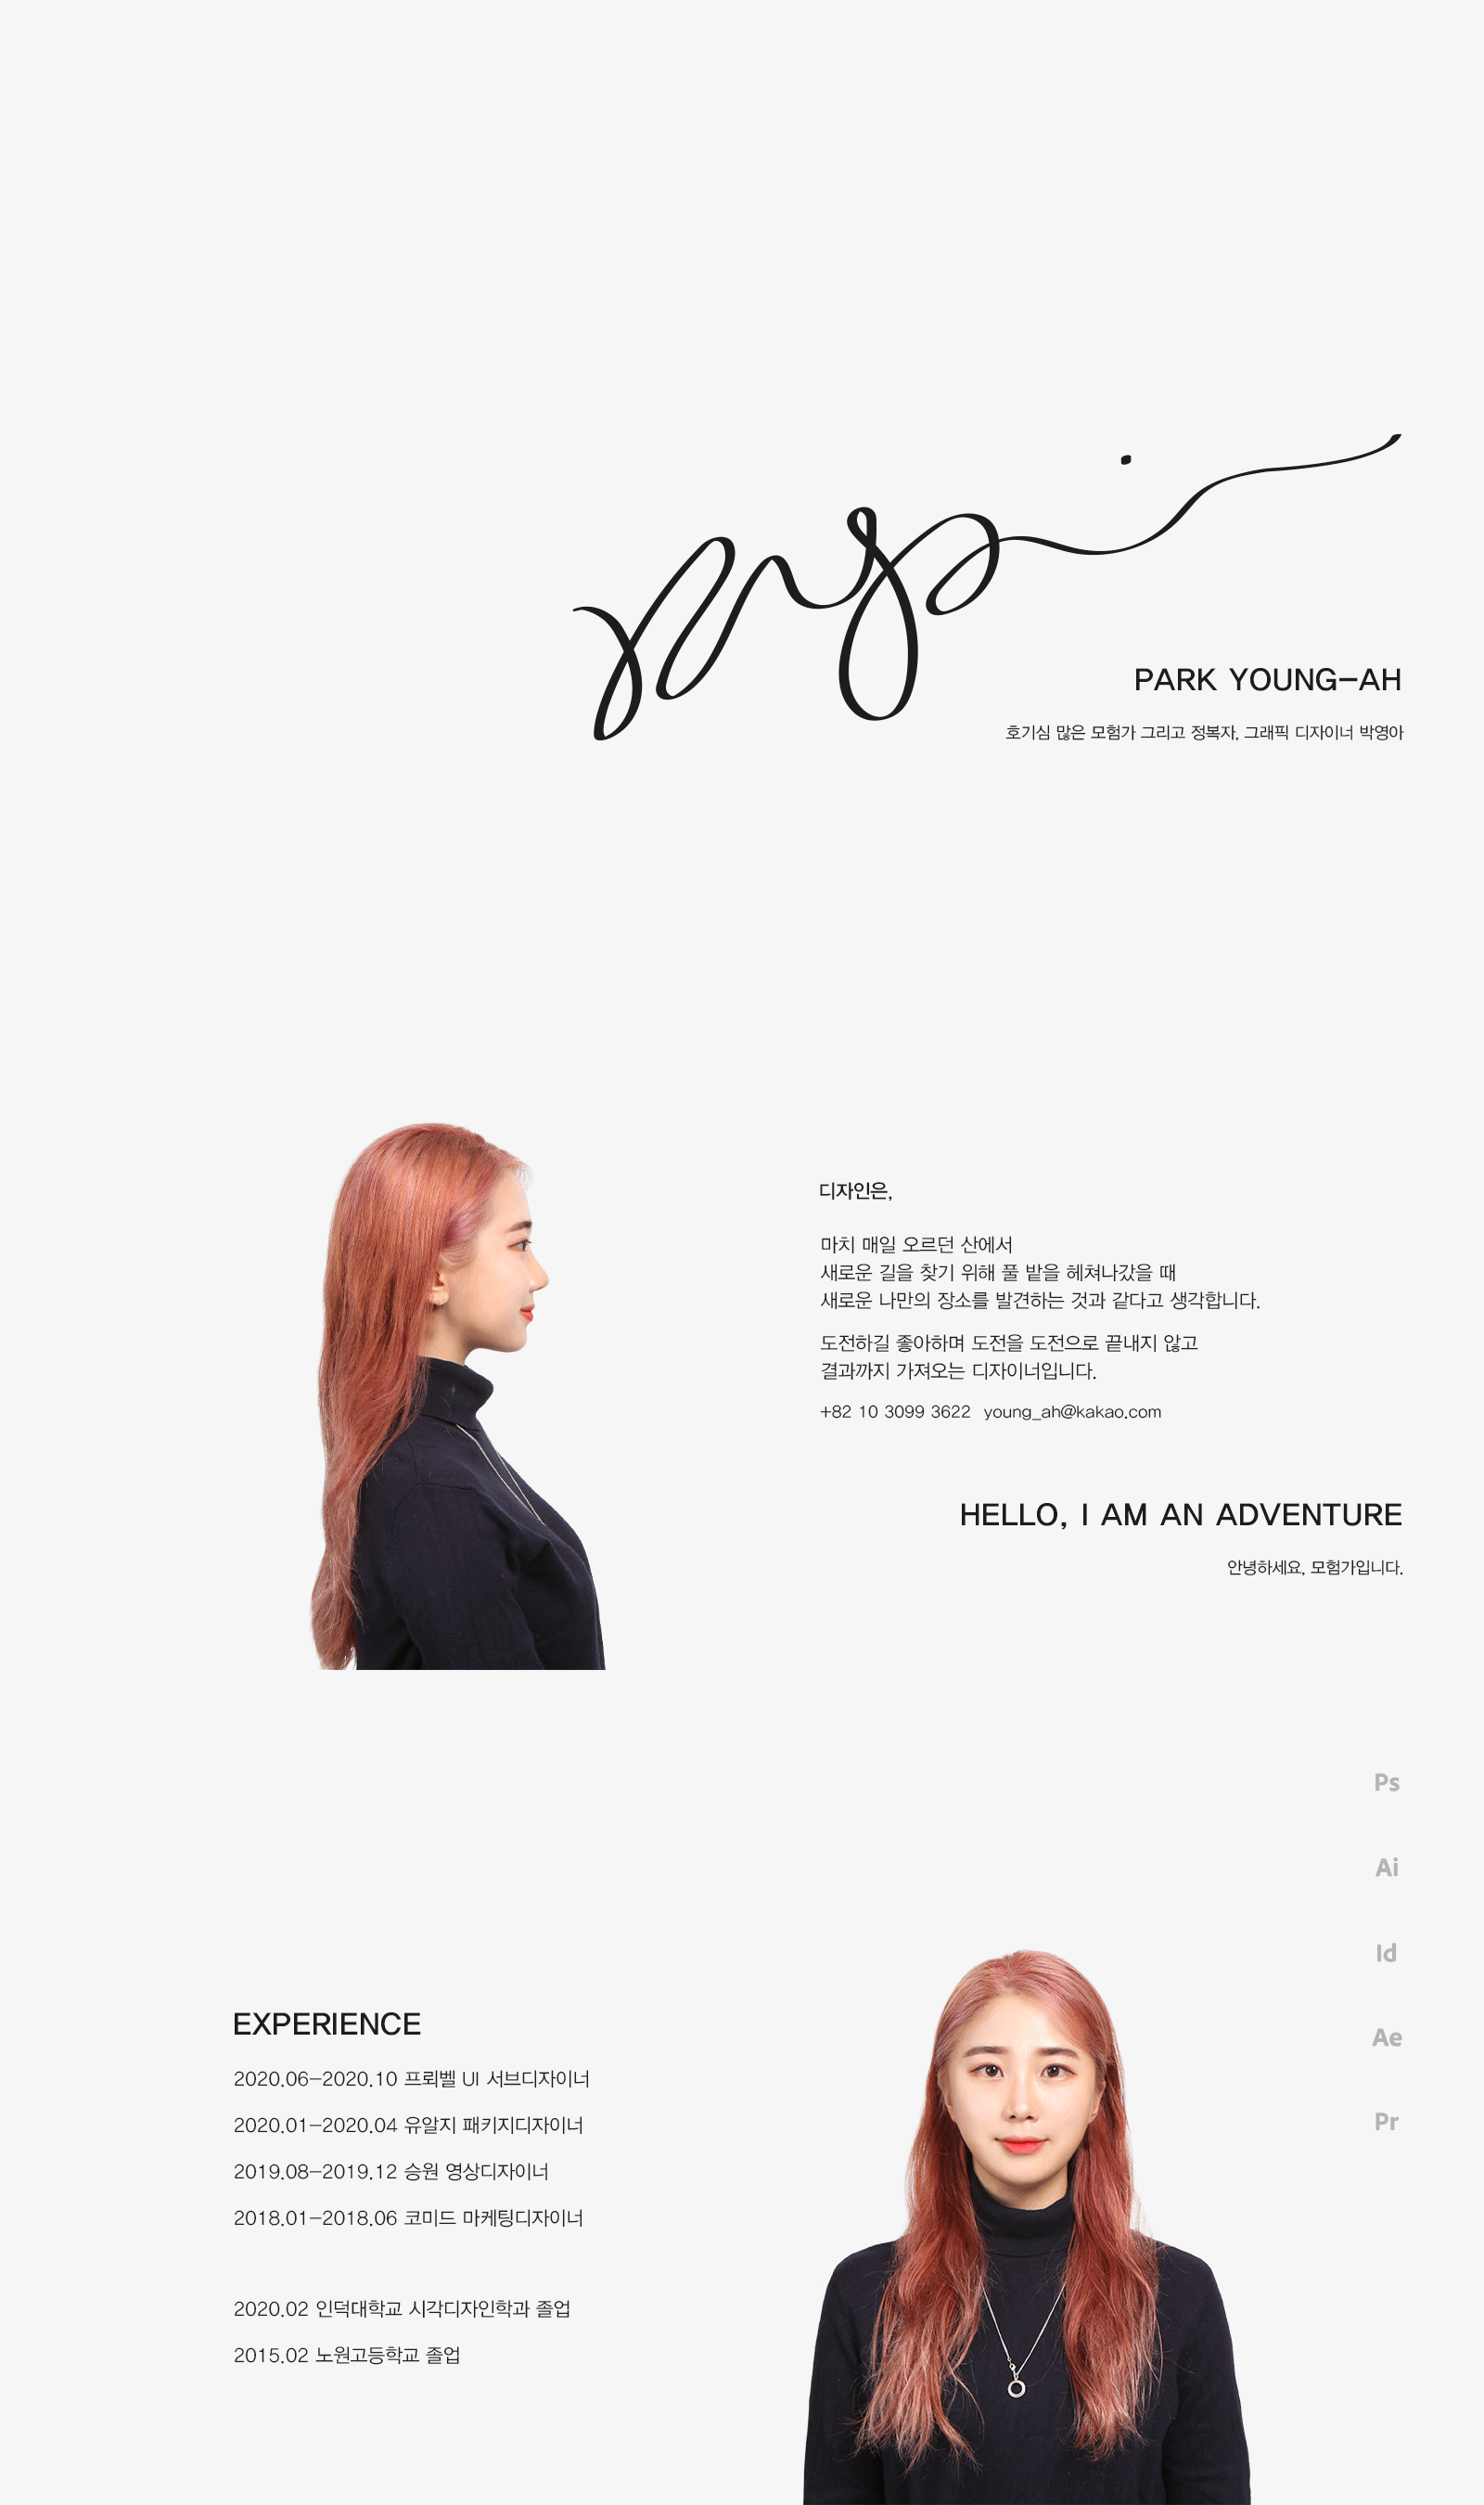 PARK YOUNG-AH
호기심 많은 모험가 그리고 정복자, 그래픽 디자이너 박영아
디자인은,
마치 매일 오르던 산에서
새로운 길을 찾기 위해 풀 밭을 헤쳐나갔을 때
새로운 나만의 장소를 발견하는 것과 같다고 생각합니다.
도전하길 좋아하며 도전을 도전으로 끝내지 않고
결과까지 가져오는 디자이너입니다.
+82 10 3099 3622 young_ah@kakao.com
HELLO, I AM AN ADVENTURE
안녕하세요, 모험가입니다.
Ps
Ai
Id
Ae
Pr
EXPERIENCE
2020.06-2020.10 프뢰벨 UI 서브디자이너
2020.01-2020.04 유알지 패키지디자이너
2019.08-2019.12 승원 영상디자이너
2018.01-2018.06 코미드 마케팅디자이너
2020.02 인덕대학교 시각디자인학과 졸업
2015.02 노원고등학교 졸업